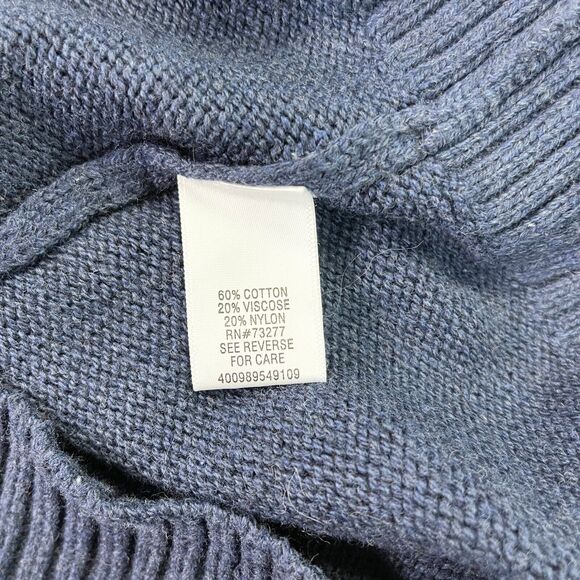 60% COTTON
20% VISCOSE
20% NYLON
RN#73277
SEE REVERSE
FOR CARE
400989549109